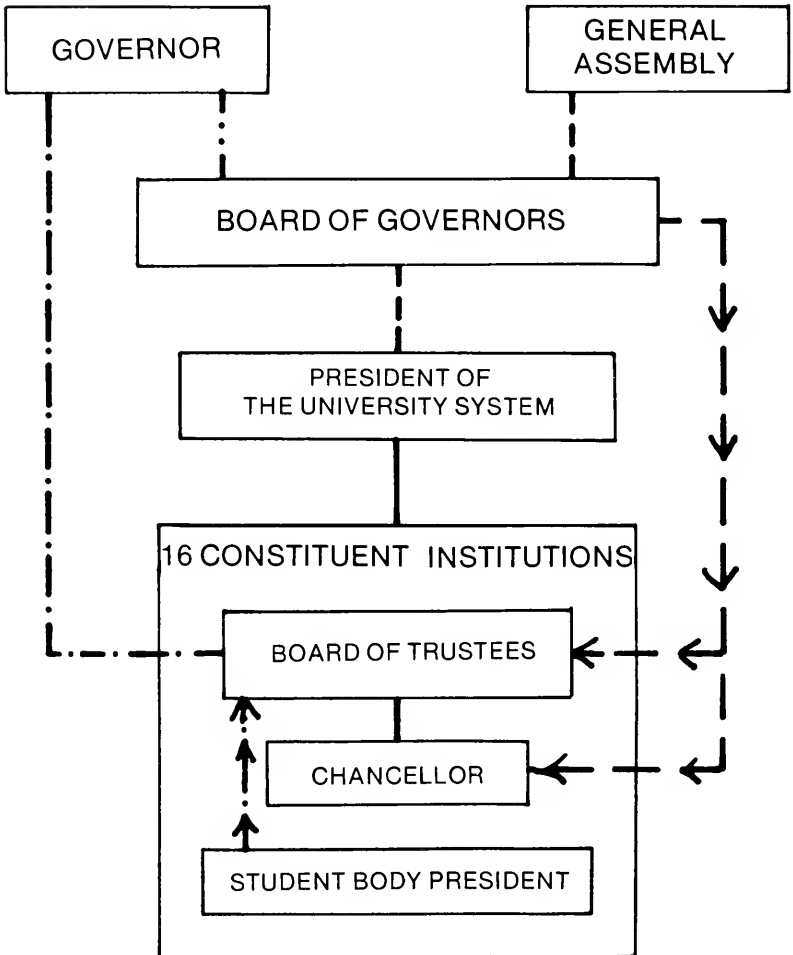 GOVERNOR
GENERAL
ASSEMBLY
BOARD OF GOVERNORS
PRESIDENT OF
THE UNIVERSITY SYSTEM
16 CONSTITUENT INSTITUTIONS
BOARD OF TRUSTEES
CHANCELLOR
STUDENT BODY PRESIDENT